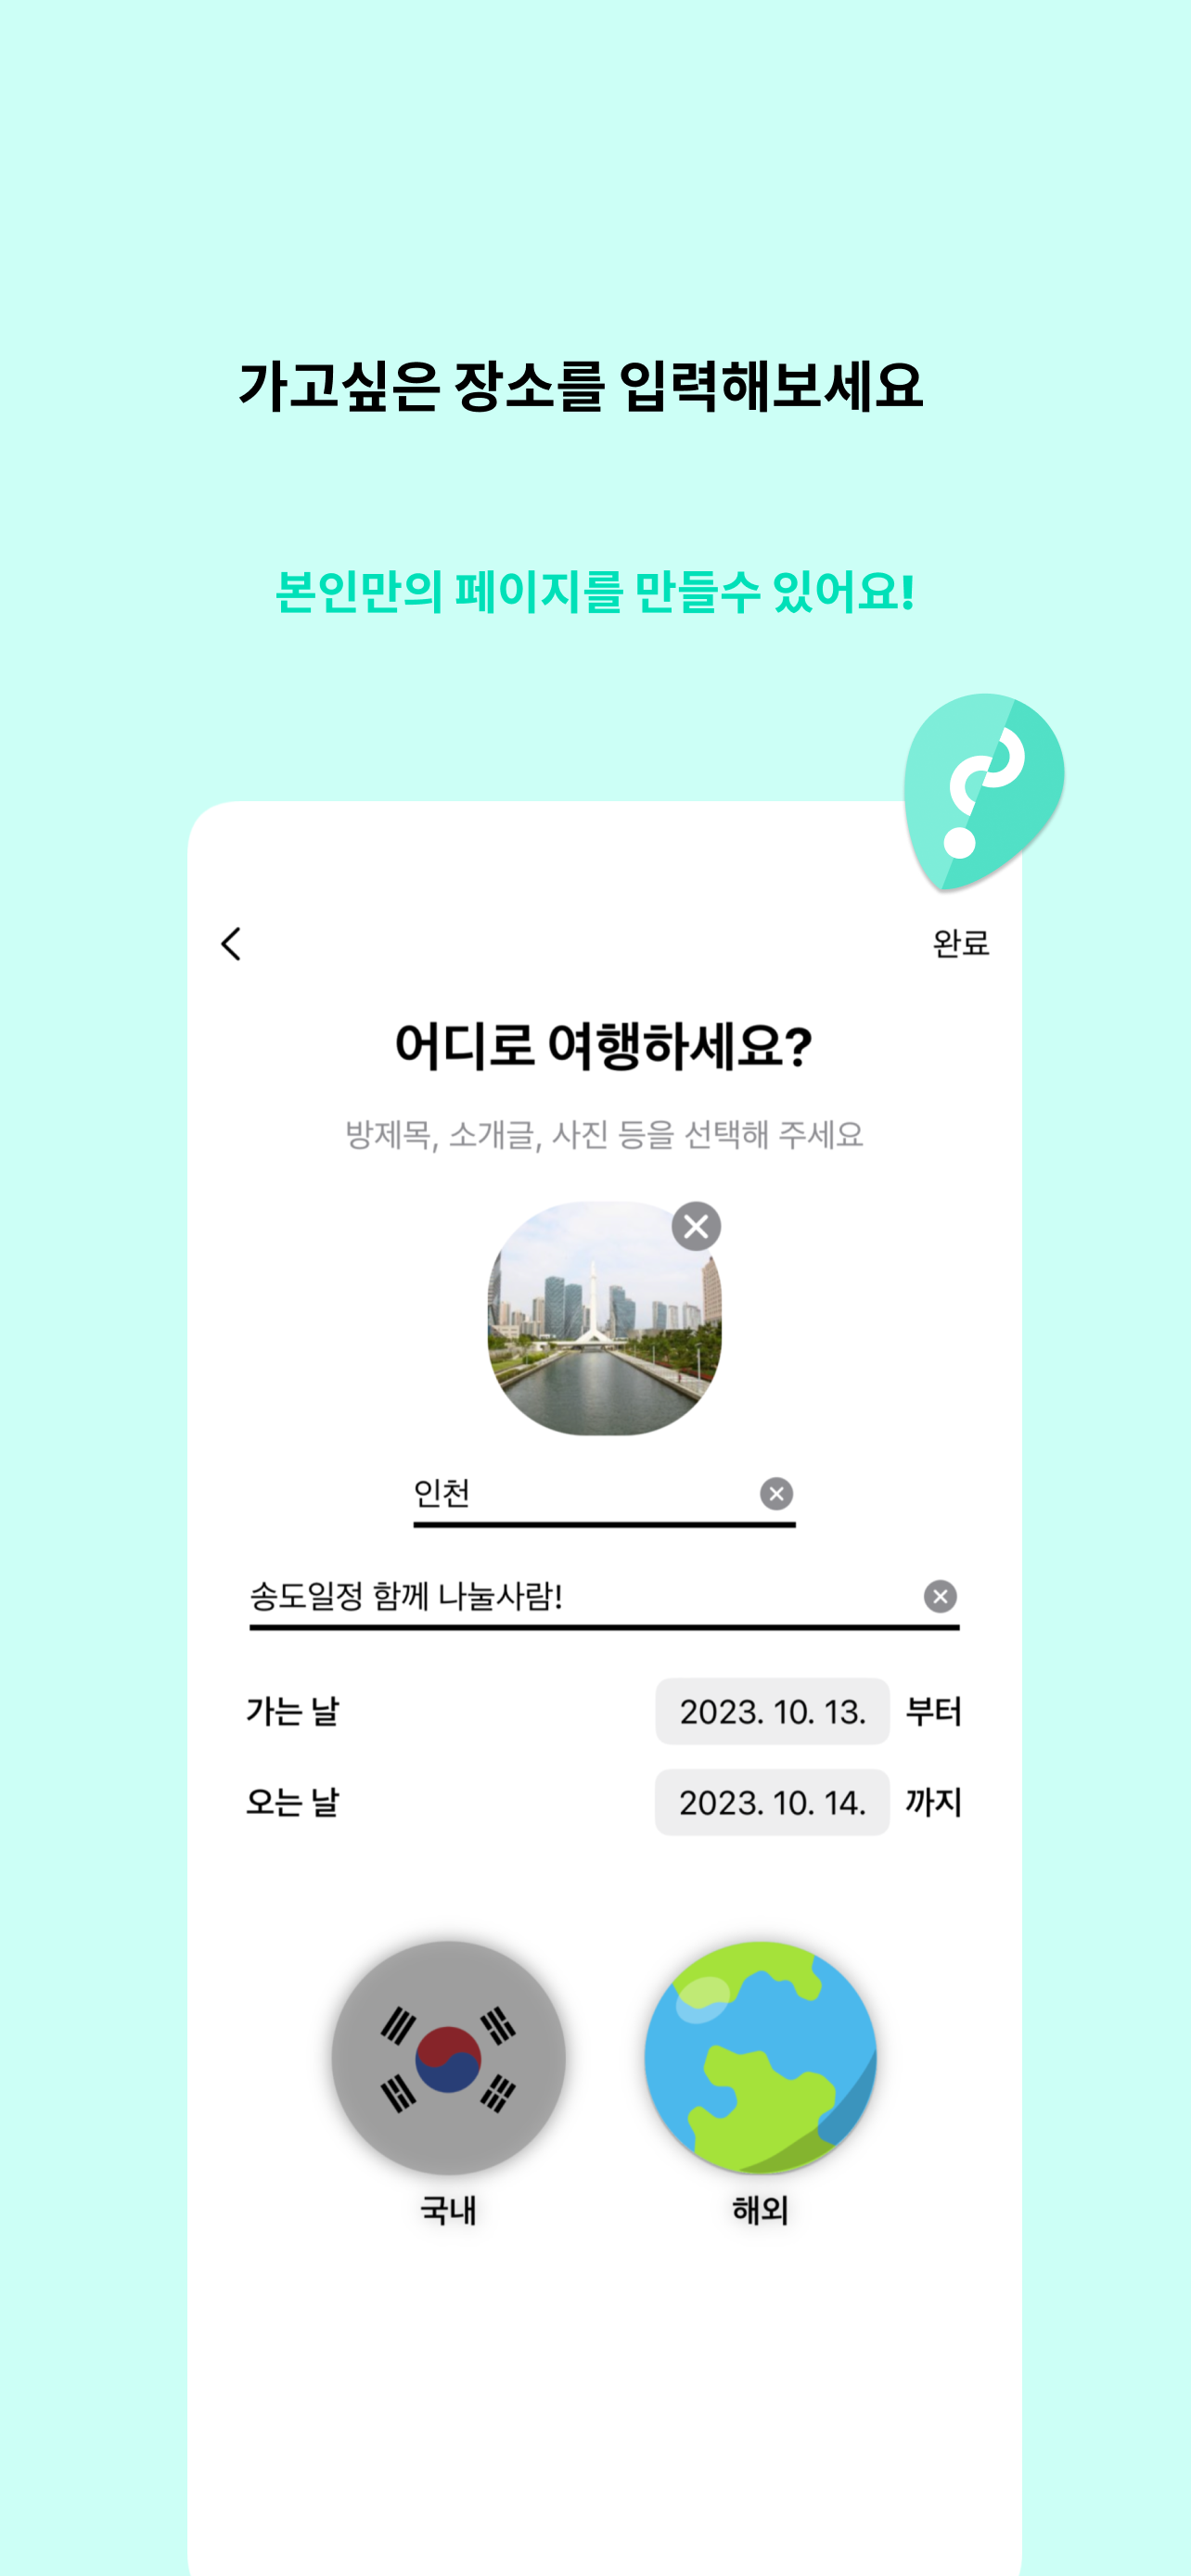 가고싶은 장소를 입력해보세요
본인만의 페이지를 만들수 있어요!
완료
어디로 여행하세요?
방제목, 소개글, 사진 등을 선택해 주세요
인천
송도일정 함께 나눌사람!
가는 날 2023. 10. 13. 부터
오는 날 2023. 10. 14. 까지
국내 해외